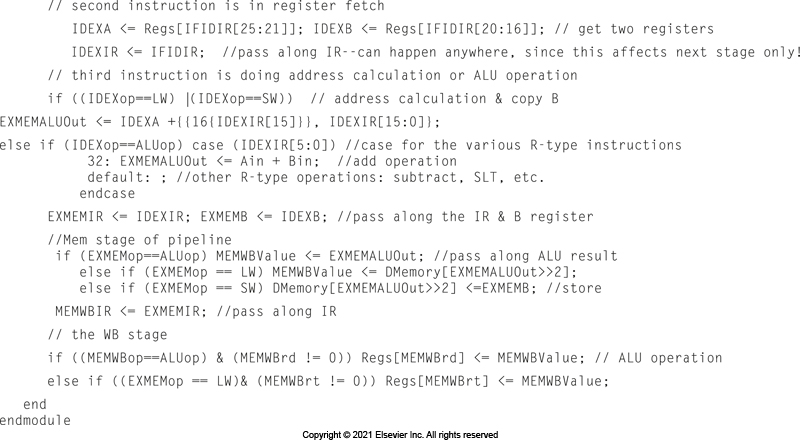 // second instruction is in register fetch
IDEXA <= Regs[IFIDIR[25:21]]; IDEXB <= Regs[IFIDIR[20:16]]; // get two registers
IDEXIR <= IFIDIR; //pass along IR--can happen anywhere, since this affects next stage only!
// third instruction is doing address calculation or ALU operation
if ((IDEXop==LW) |(IDEXop==SW)) // address calculation & copy B
EXMEMALUOut <= IDEXA +{{16{IDEXIR[15]}}, IDEXIR[15:0]};
else if (IDEXop==ALUop) case (IDEXIR[5:0]) //case for the various R-type instructions
32: EXMEMALUOut <= Ain + Bin; //add operation
default: ; //other R-type operations: subtract, SLT, etc.
endcase
EXMEMIR <= IDEXIR; EXMEMB <= IDEXB; //pass along the IR & B register
//Mem stage of pipeline
if (EXMEMop==ALUop) MEMWBValue <= EXMEMALUOut; //pass along ALU result
else if (EXMEMop == LW) MEMWBValue <= DMemory[EXMEMALUOut>>2];
else if (EXMEMop == SW) DMemory[EXMEMALUOut>>2] <=EXMEMB; //store
MEMWBIR <= EXMEMIR; //pass along IR
// the WB stage
if ((MEMWBop==ALUop) & (MEMWBrd != 0)) Regs[MEMWBrd] <= MEMWBValue; // ALU operation
else if ((EXMEMop == LW)& (MEMWBrt != 0)) Regs[MEMWBrt] <= MEMWBValue;
end
endmodule
Copyright © 2021 Elsevier Inc. All rights reserved